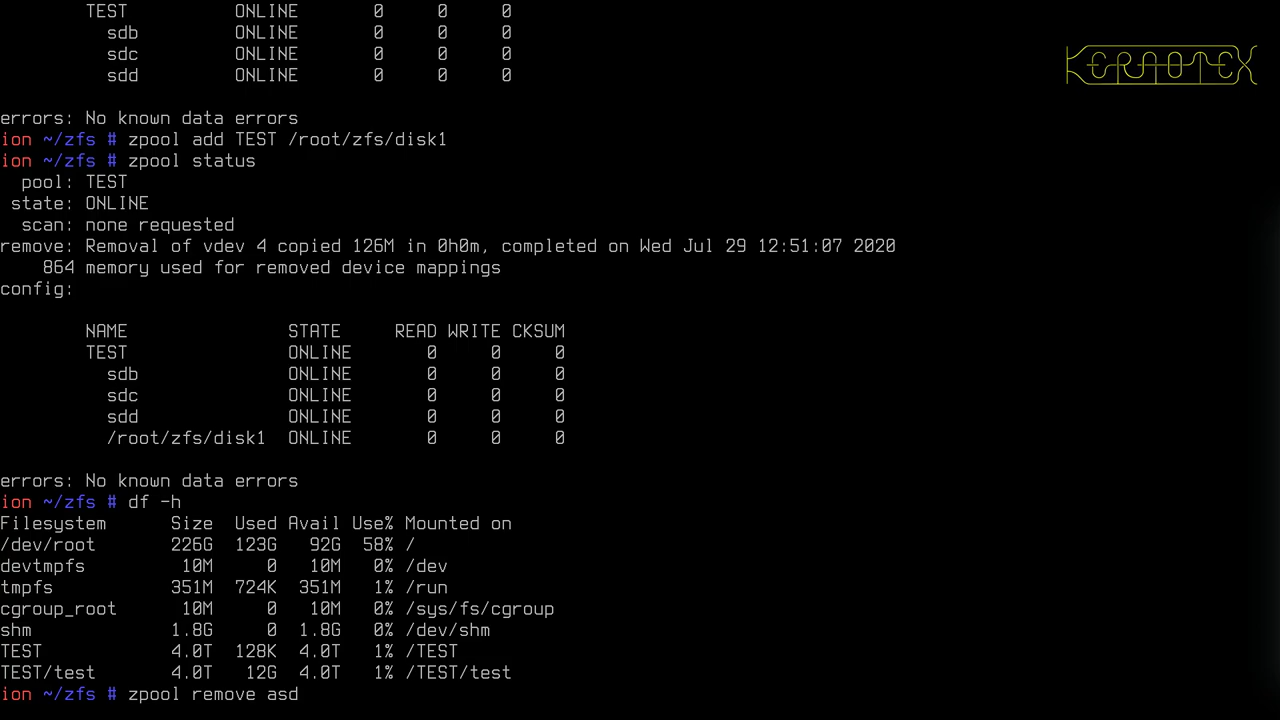 TEST ONLINE 0 0 0
sdb ONLINE 0 0 0
sdc ONLINE 0 0 0
sdd ONLINE 0 0 0
KERNOTEX
errors: No known data errors
ion ~/zfs # zpool add TEST /root/zfs/disk1
ion ~/zfs # zpool status
pool: TEST
state: ONLINE
scan: none requested
remove: Removal of vdev 4 copied 126M in 0h0m, completed on Wed Jul 29 12:51:07 2020
864 memory used for removed device mappings
config:
NAME STATE READ WRITE CKSUM
TEST ONLINE 0 0 0
sdb ONLINE 0 0 0
sdc ONLINE 0 0 0
sdd ONLINE 0 0 0
/root/zfs/disk1 ONLINE 0 0 0
errors: No known data errors
ion ~/zfs # df -h
Filesystem Size Used Avail Use% Mounted on
/dev/root 226G 123G 92G 58% /
devtmpfs 10M 0 10M 0% /dev
tmpfs 351M 724K 351M 1% /run
cgroup_root 10M 0 10M 0% /sys/fs/cgroup
shm 1.8G 0 1.8G 0% /dev/shm
TEST 4.0T 128K 4.0T 1% /TEST
TEST/test 4.0T 12G 4.0T 1% /TEST/test
ion ~/zfs # zpool remove asd